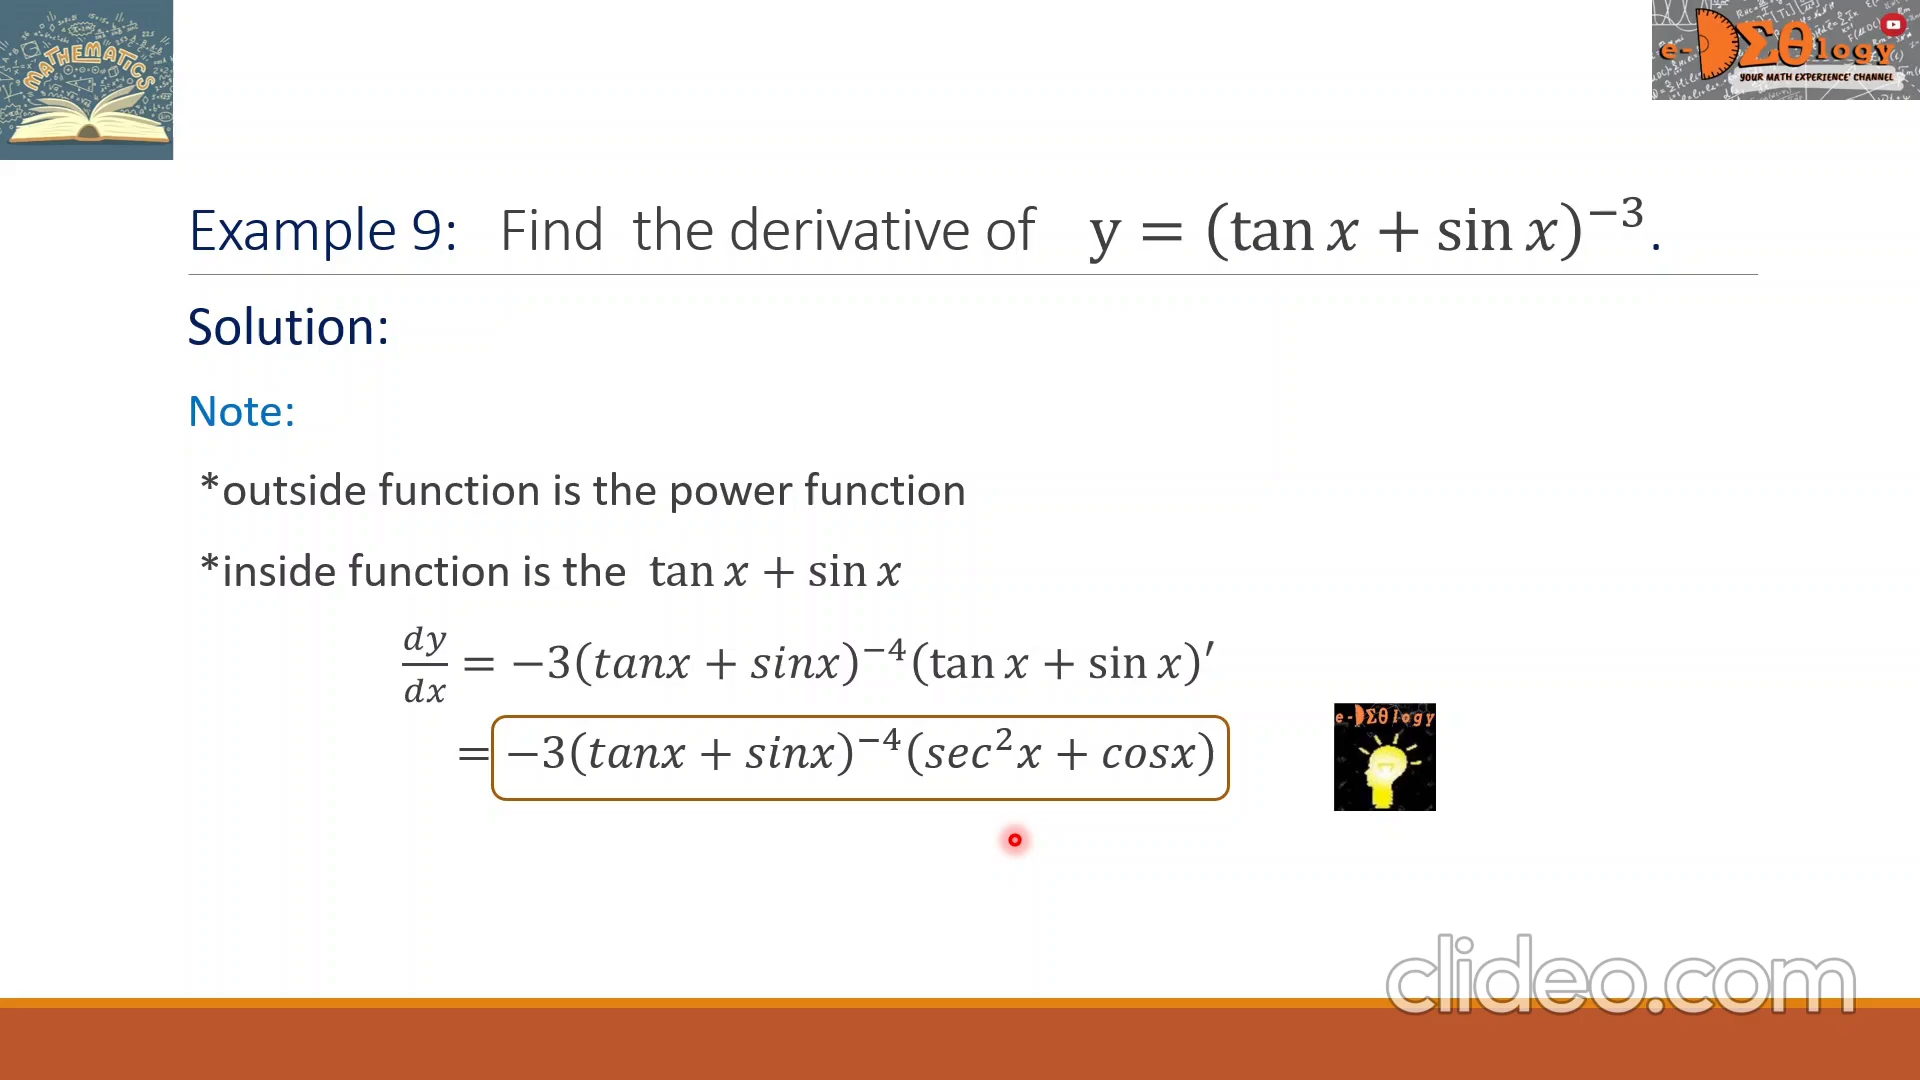 MATHEMATICS
e-DΣθlogy
YOUR MATH EXPERIENCE' CHANNEL
Example 9: Find the derivative of y = (tan x + sin x)⁻³.
Solution:
Note:
*outside function is the power function
*inside function is the tan x + sin x
dy/dx = −3(tanx + sinx)⁻⁴(tan x + sin x)′
= −3(tanx + sinx)⁻⁴(sec²x + cosx)
e-DΣθlogy
clideo.com